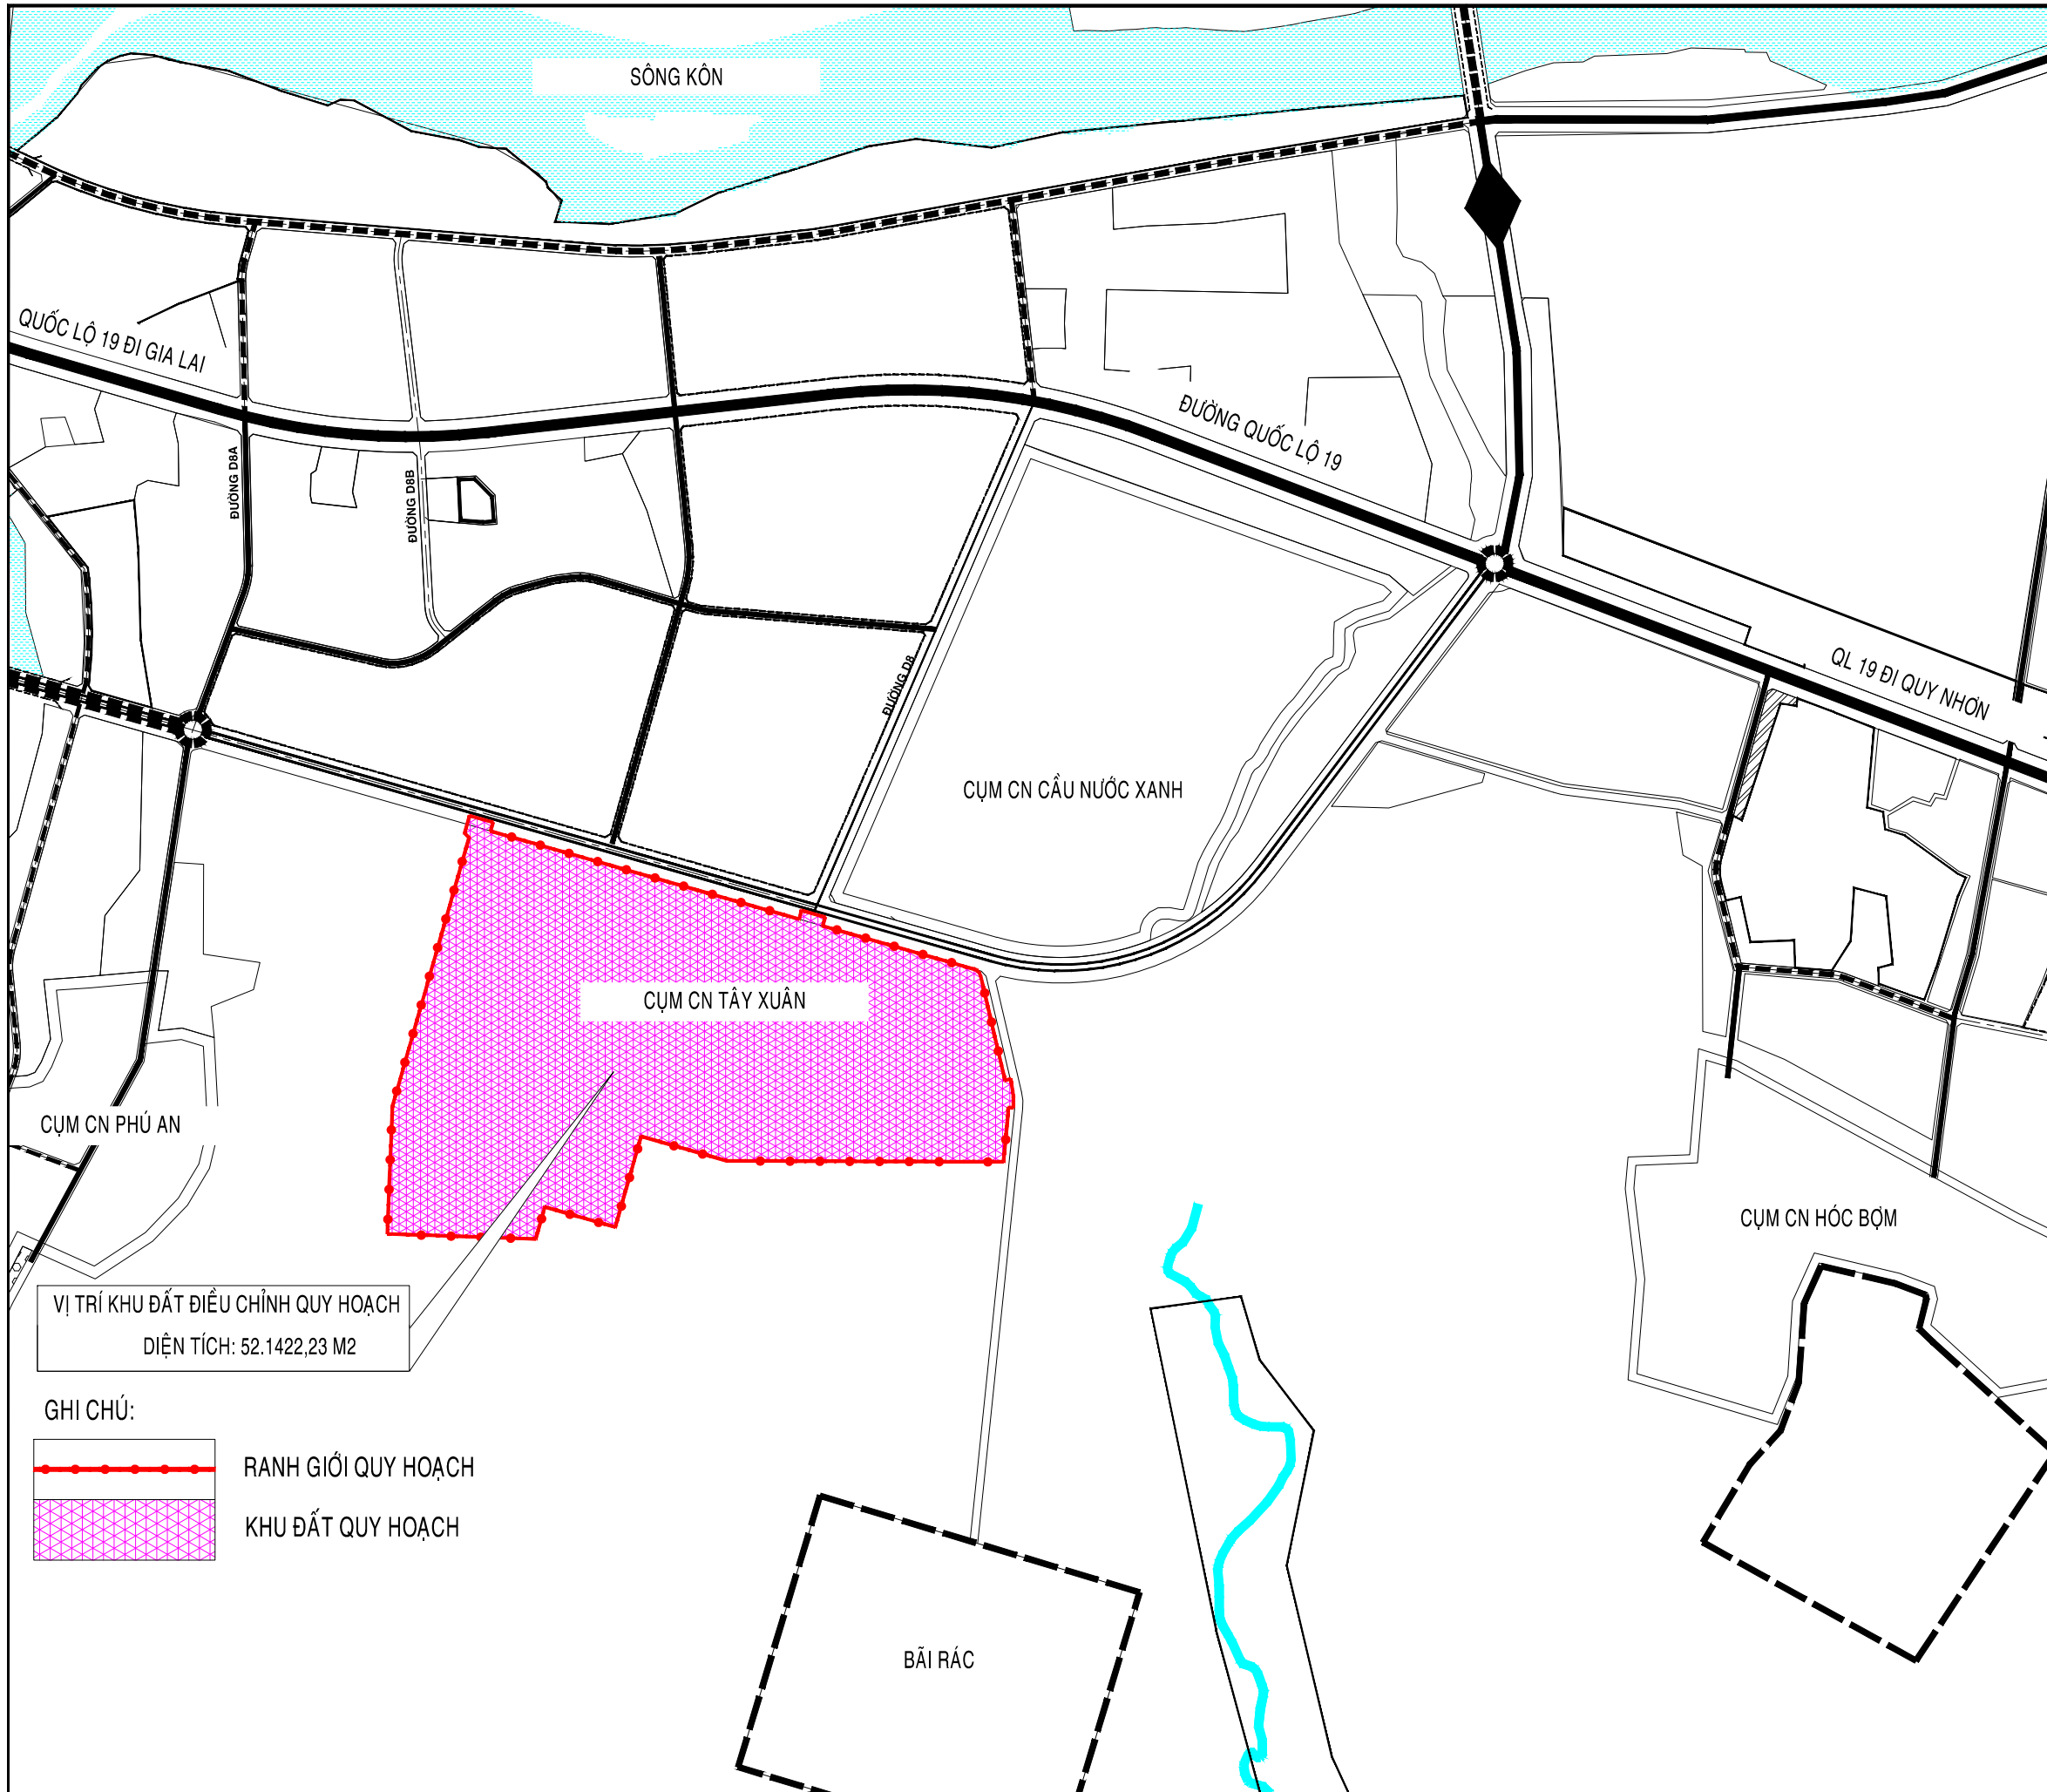 SÔNG KÔN
QUỐC LỘ 19 ĐI GIA LAI
ĐƯỜNG QUỐC LỘ 19
ĐƯỜNG D8A
ĐƯỜNG D8B
QL 19 ĐI QUY NHƠN
ĐƯỜNG D8
CỤM CN CẦU NƯỚC XANH
CỤM CN TÂY XUÂN
CỤM CN PHÚ AN
CỤM CN HÓC BỢM
VỊ TRÍ KHU ĐẤT ĐIỀU CHỈNH QUY HOẠCH
DIỆN TÍCH: 52.1422,23 M2
GHI CHÚ:
RANH GIỚI QUY HOẠCH
KHU ĐẤT QUY HOẠCH
BÃI RÁC